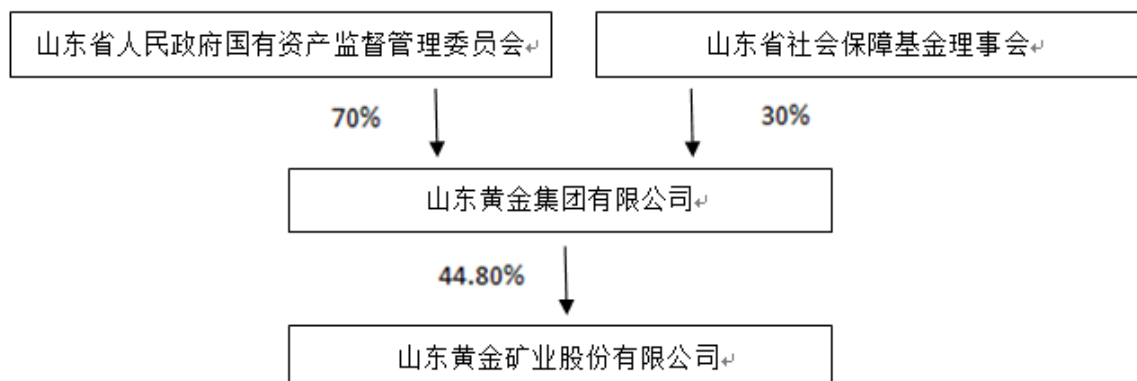 山东省人民政府国有资产监督管理委员会
山东省社会保障基金理事会
70%
30%
山东黄金集团有限公司
44.80%
山东黄金矿业股份有限公司